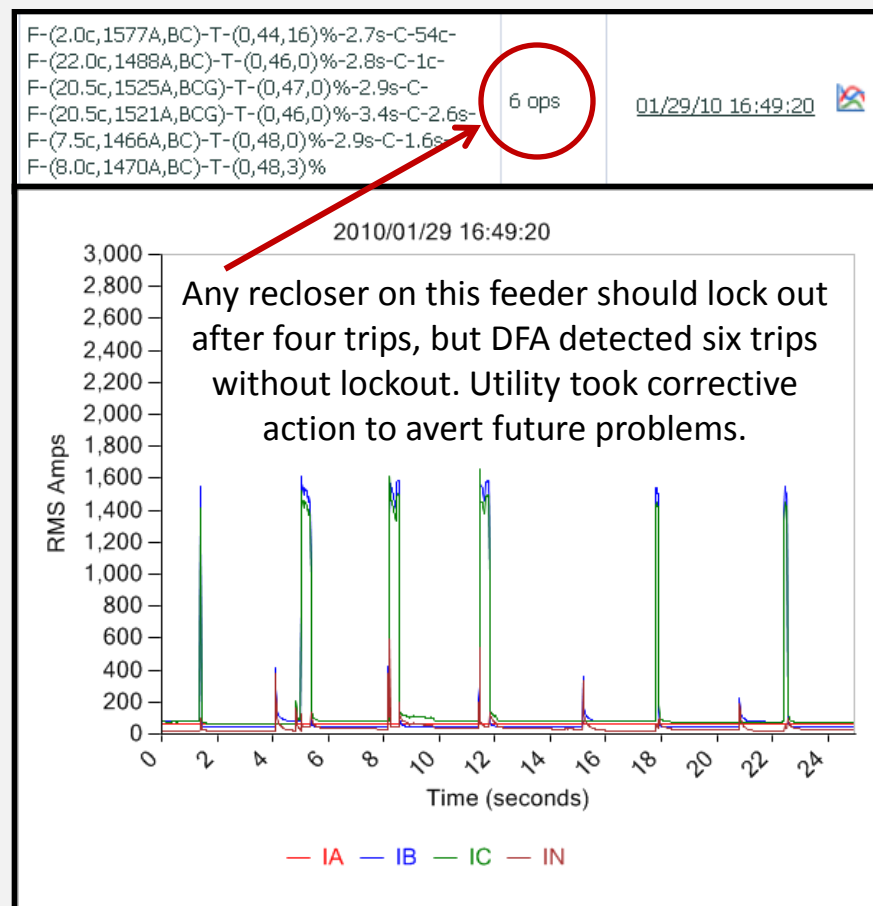 F-(2.0c,1577A,BC)-T-(0,44,16)%-2.7s-C-54c-
F-(22.0c,1488A,BC)-T-(0,46,0)%-2.8s-C-1c-
F-(20.5c,1525A,BCG)-T-(0,47,0)%-2.9s-C-
F-(20.5c,1521A,BCG)-T-(0,46,0)%-3.4s-C-2.6s-
F-(7.5c,1466A,BC)-T-(0,48,0)%-2.9s-C-1.6s-
F-(8.0c,1470A,BC)-T-(0,48,3)%
6 ops
01/29/10 16:49:20
2010/01/29 16:49:20
Any recloser on this feeder should lock out
after four trips, but DFA detected six trips
without lockout. Utility took corrective
action to avert future problems.
RMS Amps
3,000
2,800
2,600
2,400
2,200
2,000
1,800
1,600
1,400
1,200
1,000
800
600
400
200
0
0 2 4 6 8 10 12 14 16 18 20 22 24
Time (seconds)
IA IB IC IN